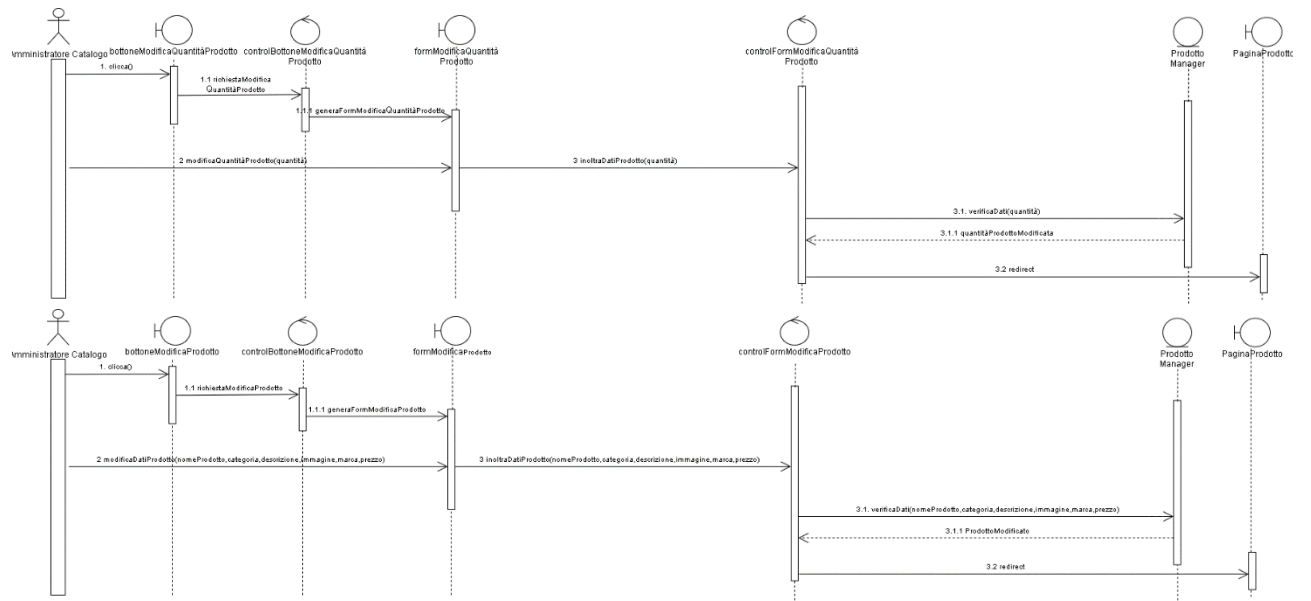 bottoneModificaQuantitàProdotto
controlBottoneModificaQuantità
Prodotto
formModificaQuantità
Prodotto
controlFormModificaQuantità
Prodotto
Prodotto
Manager
PaginaProdotto
mministratore Catalogo
1. clicca()
1.1 richiestaModifica
QuantitàProdotto
1.1.1 generaFormModificaQuantitàProdotto
2 modificaQuantitàProdotto(quantità)
3 inoltraDatiProdotto(quantità)
3.1. verificaDati(quantità)
3.1.1 quantitàProdottoModificata
3.2 redirect
mministratore Catalogo
bottoneModificaProdotto
controlBottoneModificaProdotto
formModificaProdotto
controlFormModificaProdotto
Prodotto
Manager
PaginaProdotto
1. clicca()
1.1 richiestaModificaProdotto
1.1.1 generaFormModificaProdotto
2 modificaDatiProdotto(nomeProdotto,categoria,descrizione,immagine,marca,prezzo)
3 inoltraDatiProdotto(nomeProdotto,categoria,descrizione,immagine,marca,prezzo)
3.1. verificaDati(nomeProdotto,categoria,descrizione,immagine,marca,prezzo)
3.1.1 ProdottoModificato
3.2 redirect